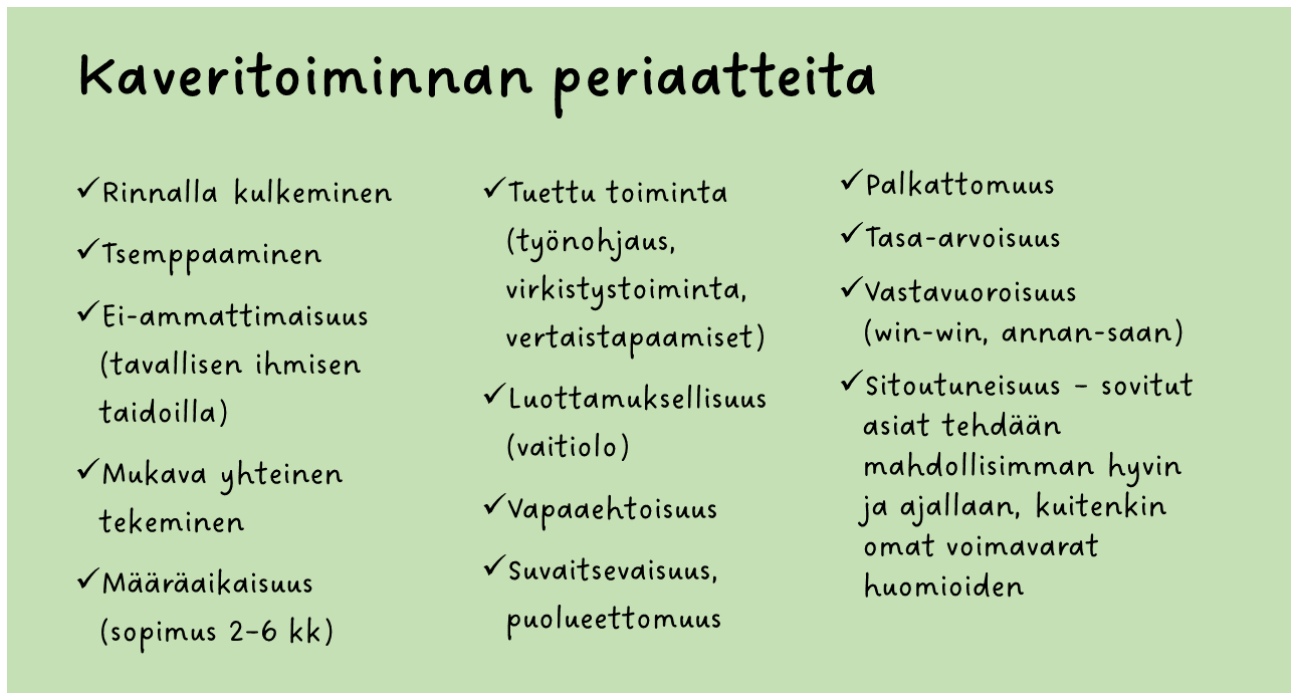 Kaveritoiminnan periaatteita
✓Rinnalla kulkeminen
✓Tsemppaaminen
✓Ei-ammattimaisuus
(tavallisen ihmisen
taidoilla)
✓Mukava yhteinen
tekeminen
✓Määräaikaisuus
(sopimus 2-6 kk)
✓Tuettu toiminta
(työnohjaus,
virkistystoiminta,
vertaistapaamiset)
✓Luottamuksellisuus
(vaitiolo)
✓Vapaaehtoisuus
✓Suvaitsevaisuus,
puolueettomuus
✓Palkattomuus
✓Tasa-arvoisuus
✓Vastavuoroisuus
(win-win, annan-saan)
✓Sitoutuneisuus – sovitut
asiat tehdään
mahdollisimman hyvin
ja ajallaan, kuitenkin
omat voimavarat
huomioiden